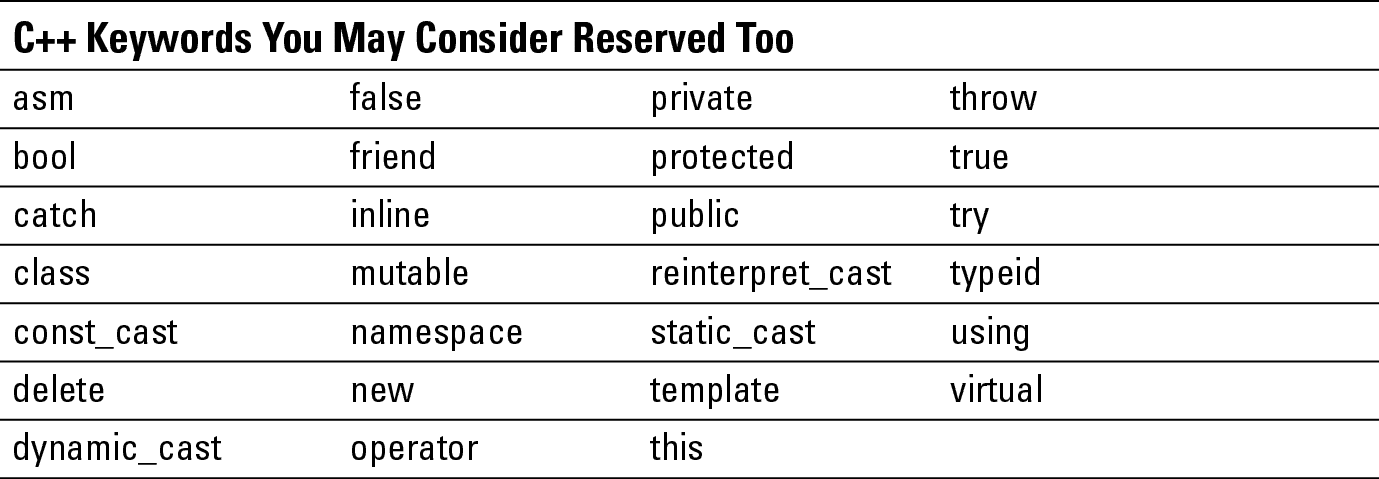 C++ Keywords You May Consider Reserved Too
asm false private throw
bool friend protected true
catch inline public try
class mutable reinterpret_cast typeid
const_cast namespace static_cast using
delete new template virtual
dynamic_cast operator this